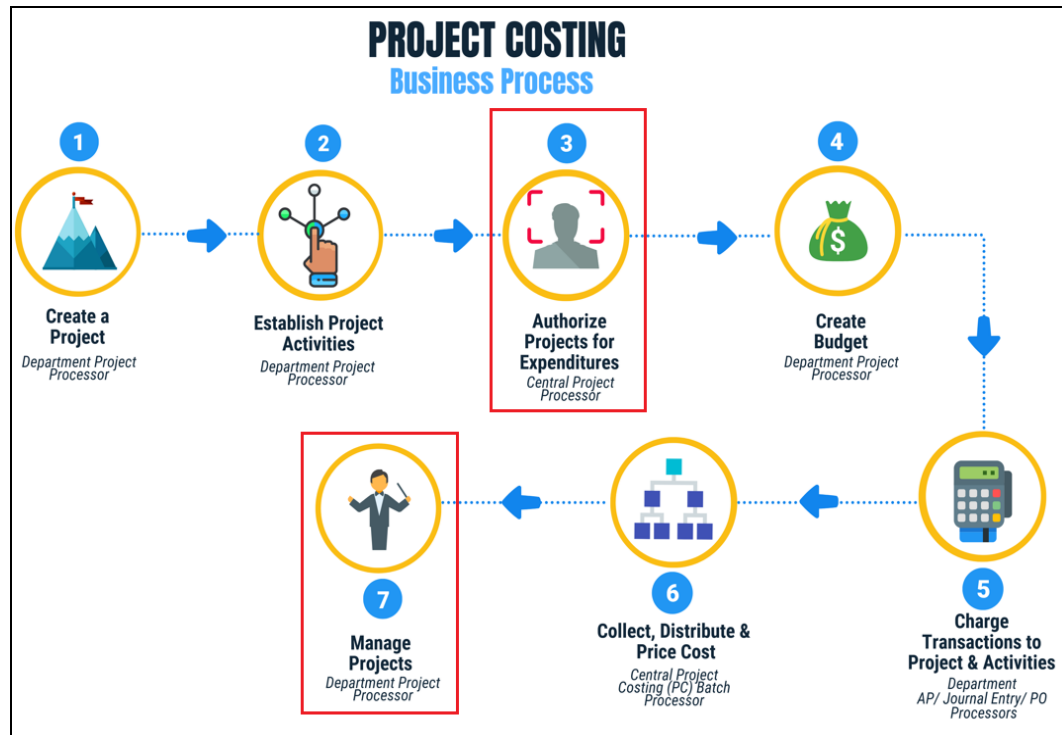 PROJECT COSTING
Business Process
1
Create a
Project
Department Project
Processor
2
Establish Project
Activities
Department Project
Processor
3
Authorize
Projects for
Expenditures
Central Project
Processor
4
$
Create
Budget
Department Project
Processor
5
Charge
Transactions to
Project & Activities
Department
AP/ Journal Entry/ PO
Processors
6
Collect, Distribute &
Price Cost
Central Project
Costing (PC) Batch
Processor
7
Manage
Projects
Department Project
Processor